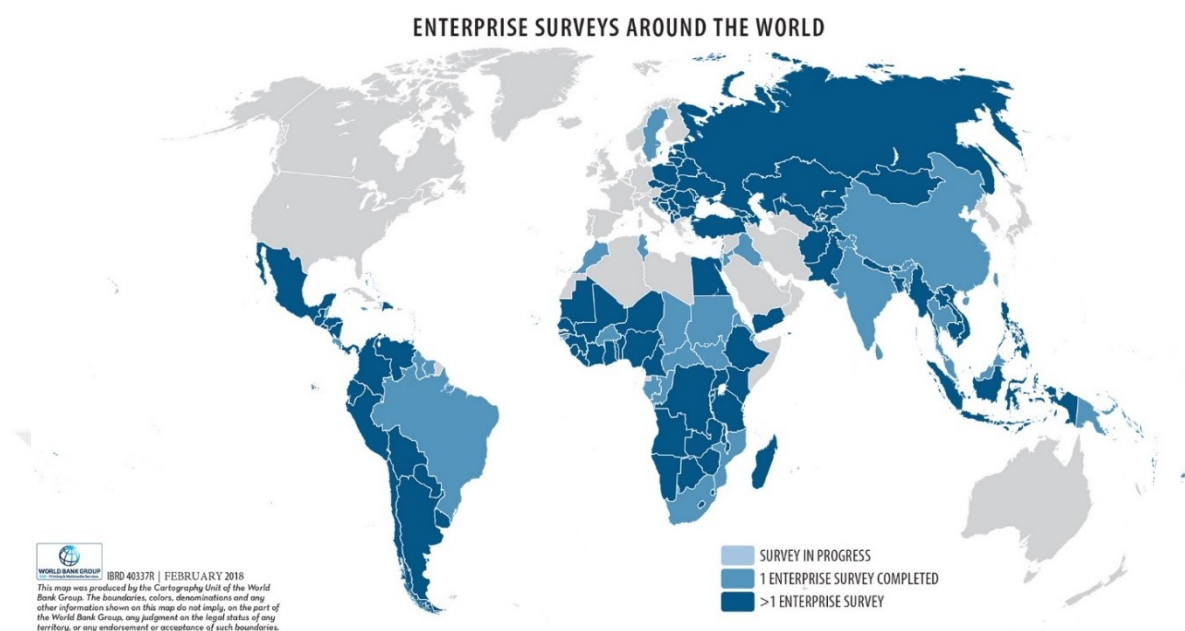 ENTERPRISE SURVEYS AROUND THE WORLD
SURVEY IN PROGRESS
1 ENTERPRISE SURVEY COMPLETED
>1 ENTERPRISE SURVEY
WORLD BANK GROUP
Printing & Multimedia Services
IBRD 40337R | FEBRUARY 2018
This map was produced by the Cartography Unit of the World
Bank Group. The boundaries, colors, denominations and any
other information shown on this map do not imply, on the part of
the World Bank Group, any judgment on the legal status of any
territory, or any endorsement or acceptance of such boundaries.